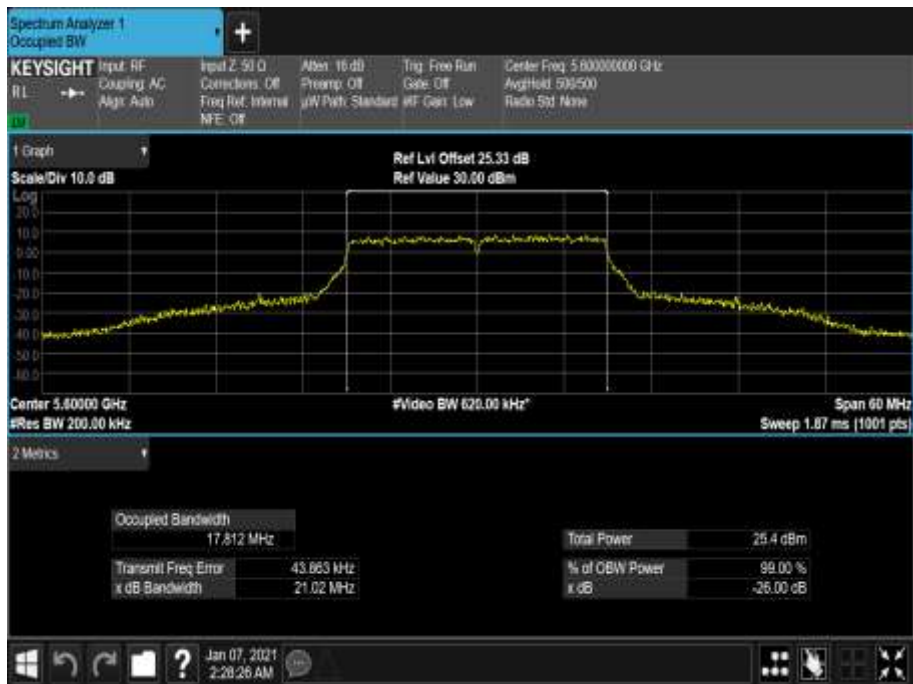 Spectrum Analyzer 1
Occupied BW
+
KEYSIGHT
Input: RF
Input Z: 50 Ω
Atten: 16 dB
Trig: Free Run
Center Freq: 5.600000000 GHz
RL
Coupling: AC
Corrections: Off
Preamp: Off
Gate: Off
Avg|Hold: 500/500
Align: Auto
Freq Ref: Internal
µW Path: Standard
#IF Gain: Low
Radio Std: None
NFE: Off
1 Graph
Ref Lvl Offset 25.33 dB
Scale/Div 10.0 dB
Ref Value 30.00 dBm
Log
20.0
10.0
0.00
-10.0
-20.0
-30.0
-40.0
-50.0
-60.0
Center 5.60000 GHz
#Video BW 620.00 kHz*
Span 60 MHz
#Res BW 200.00 kHz
Sweep 1.87 ms (1001 pts)
2 Metrics
Occupied Bandwidth
17.812 MHz
Total Power 25.4 dBm
Transmit Freq Error 43.863 kHz
% of OBW Power 99.00 %
x dB Bandwidth 21.02 MHz
x dB -26.00 dB
?
Jan 07, 2021
2:28:26 AM